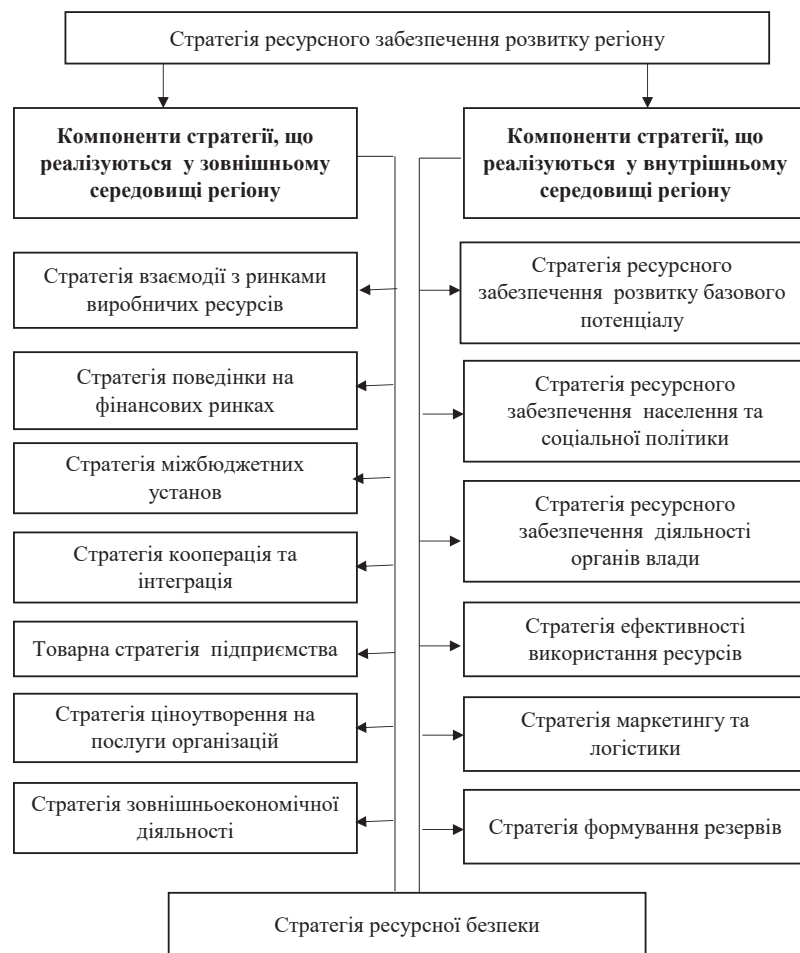 Стратегія ресурсного забезпечення розвитку регіону
Компоненти стратегії, що
реалізуються у зовнішньому
середовищі регіону
Компоненти стратегії, що
реалізуються у внутрішньому
середовищі регіону
Стратегія взаємодії з ринками
виробничих ресурсів
Стратегія поведінки на
фінансових ринках
Стратегія міжбюджетних
установ
Стратегія кооперація та
інтеграція
Товарна стратегія підприємства
Стратегія ціноутворення на
послуги організацій
Стратегія зовнішньоекономічної
діяльності
Стратегія ресурсного
забезпечення розвитку базового
потенціалу
Стратегія ресурсного
забезпечення населення та
соціальної політики
Стратегія ресурсного
забезпечення діяльності
органів влади
Стратегія ефективності
використання ресурсів
Стратегія маркетингу та
логістики
Стратегія формування резервів
Стратегія ресурсної безпеки